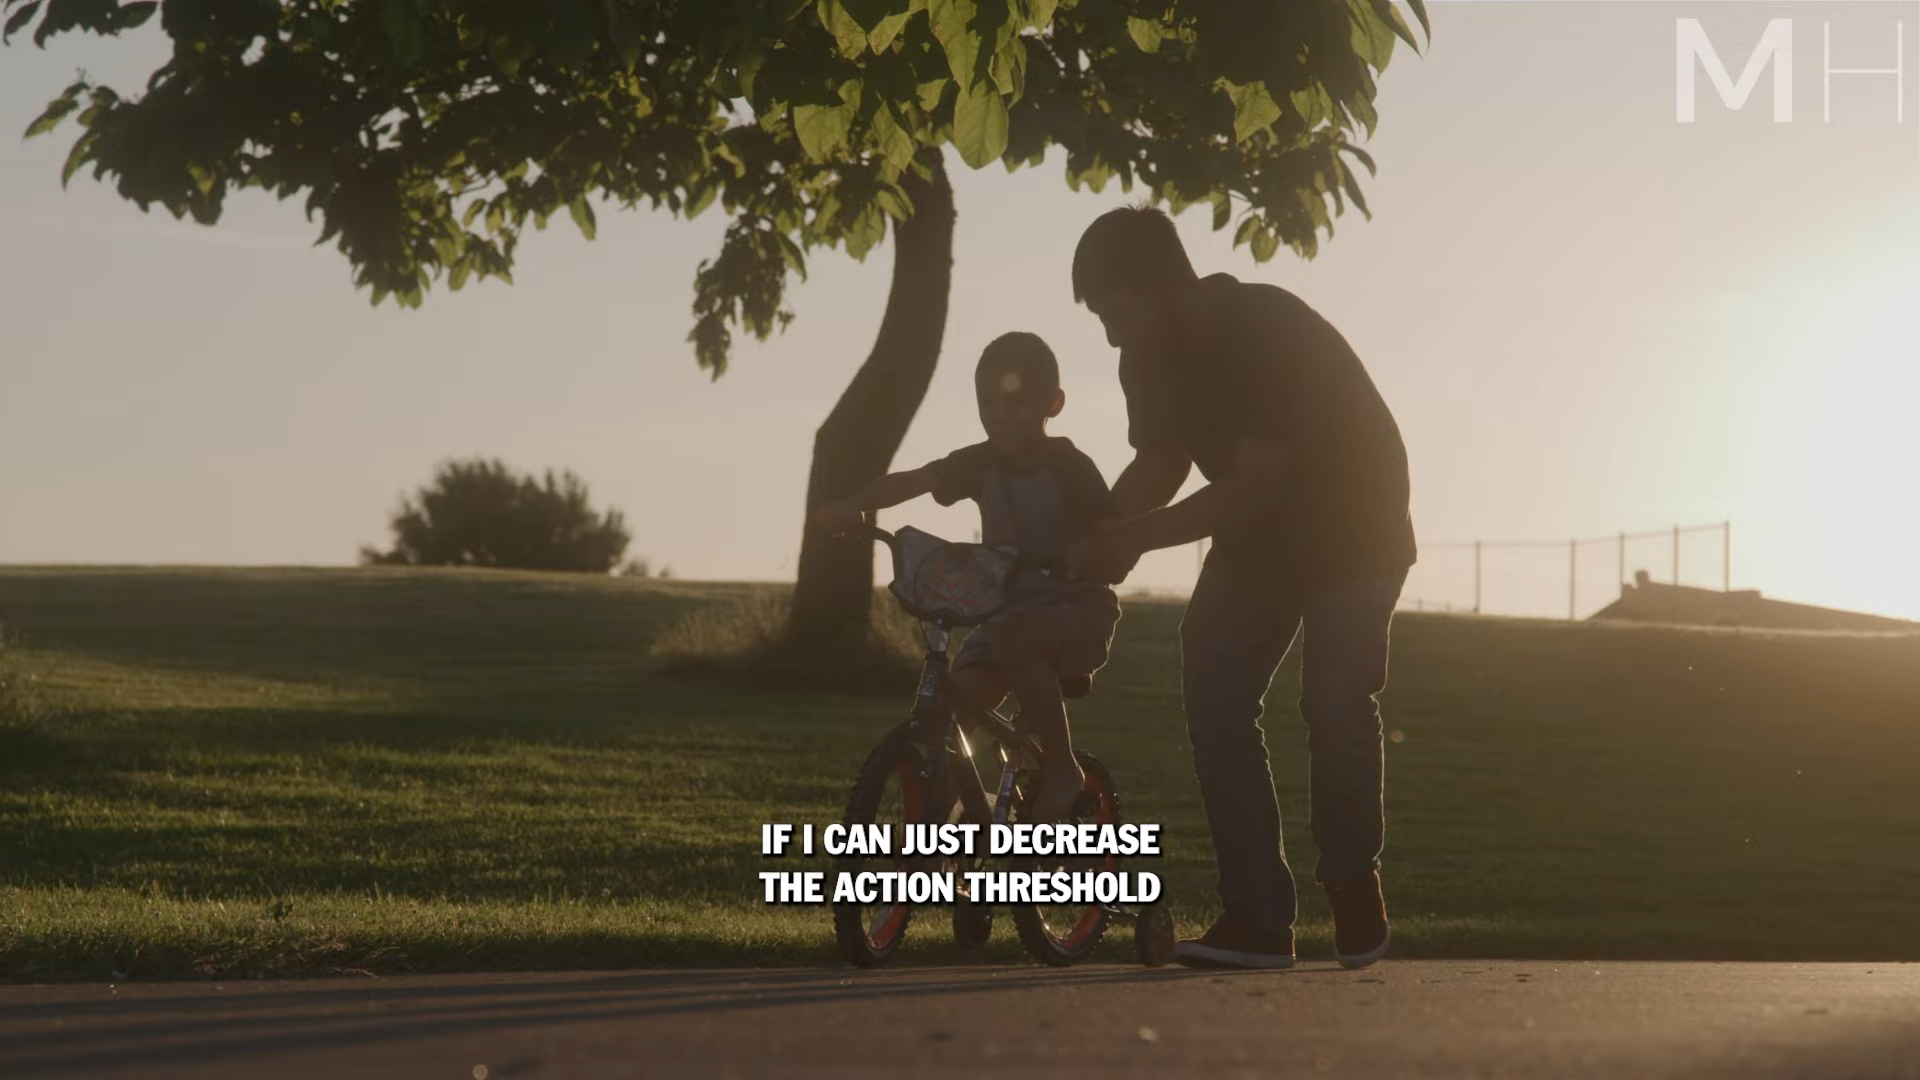 MH
IF I CAN JUST DECREASE
THE ACTION THRESHOLD